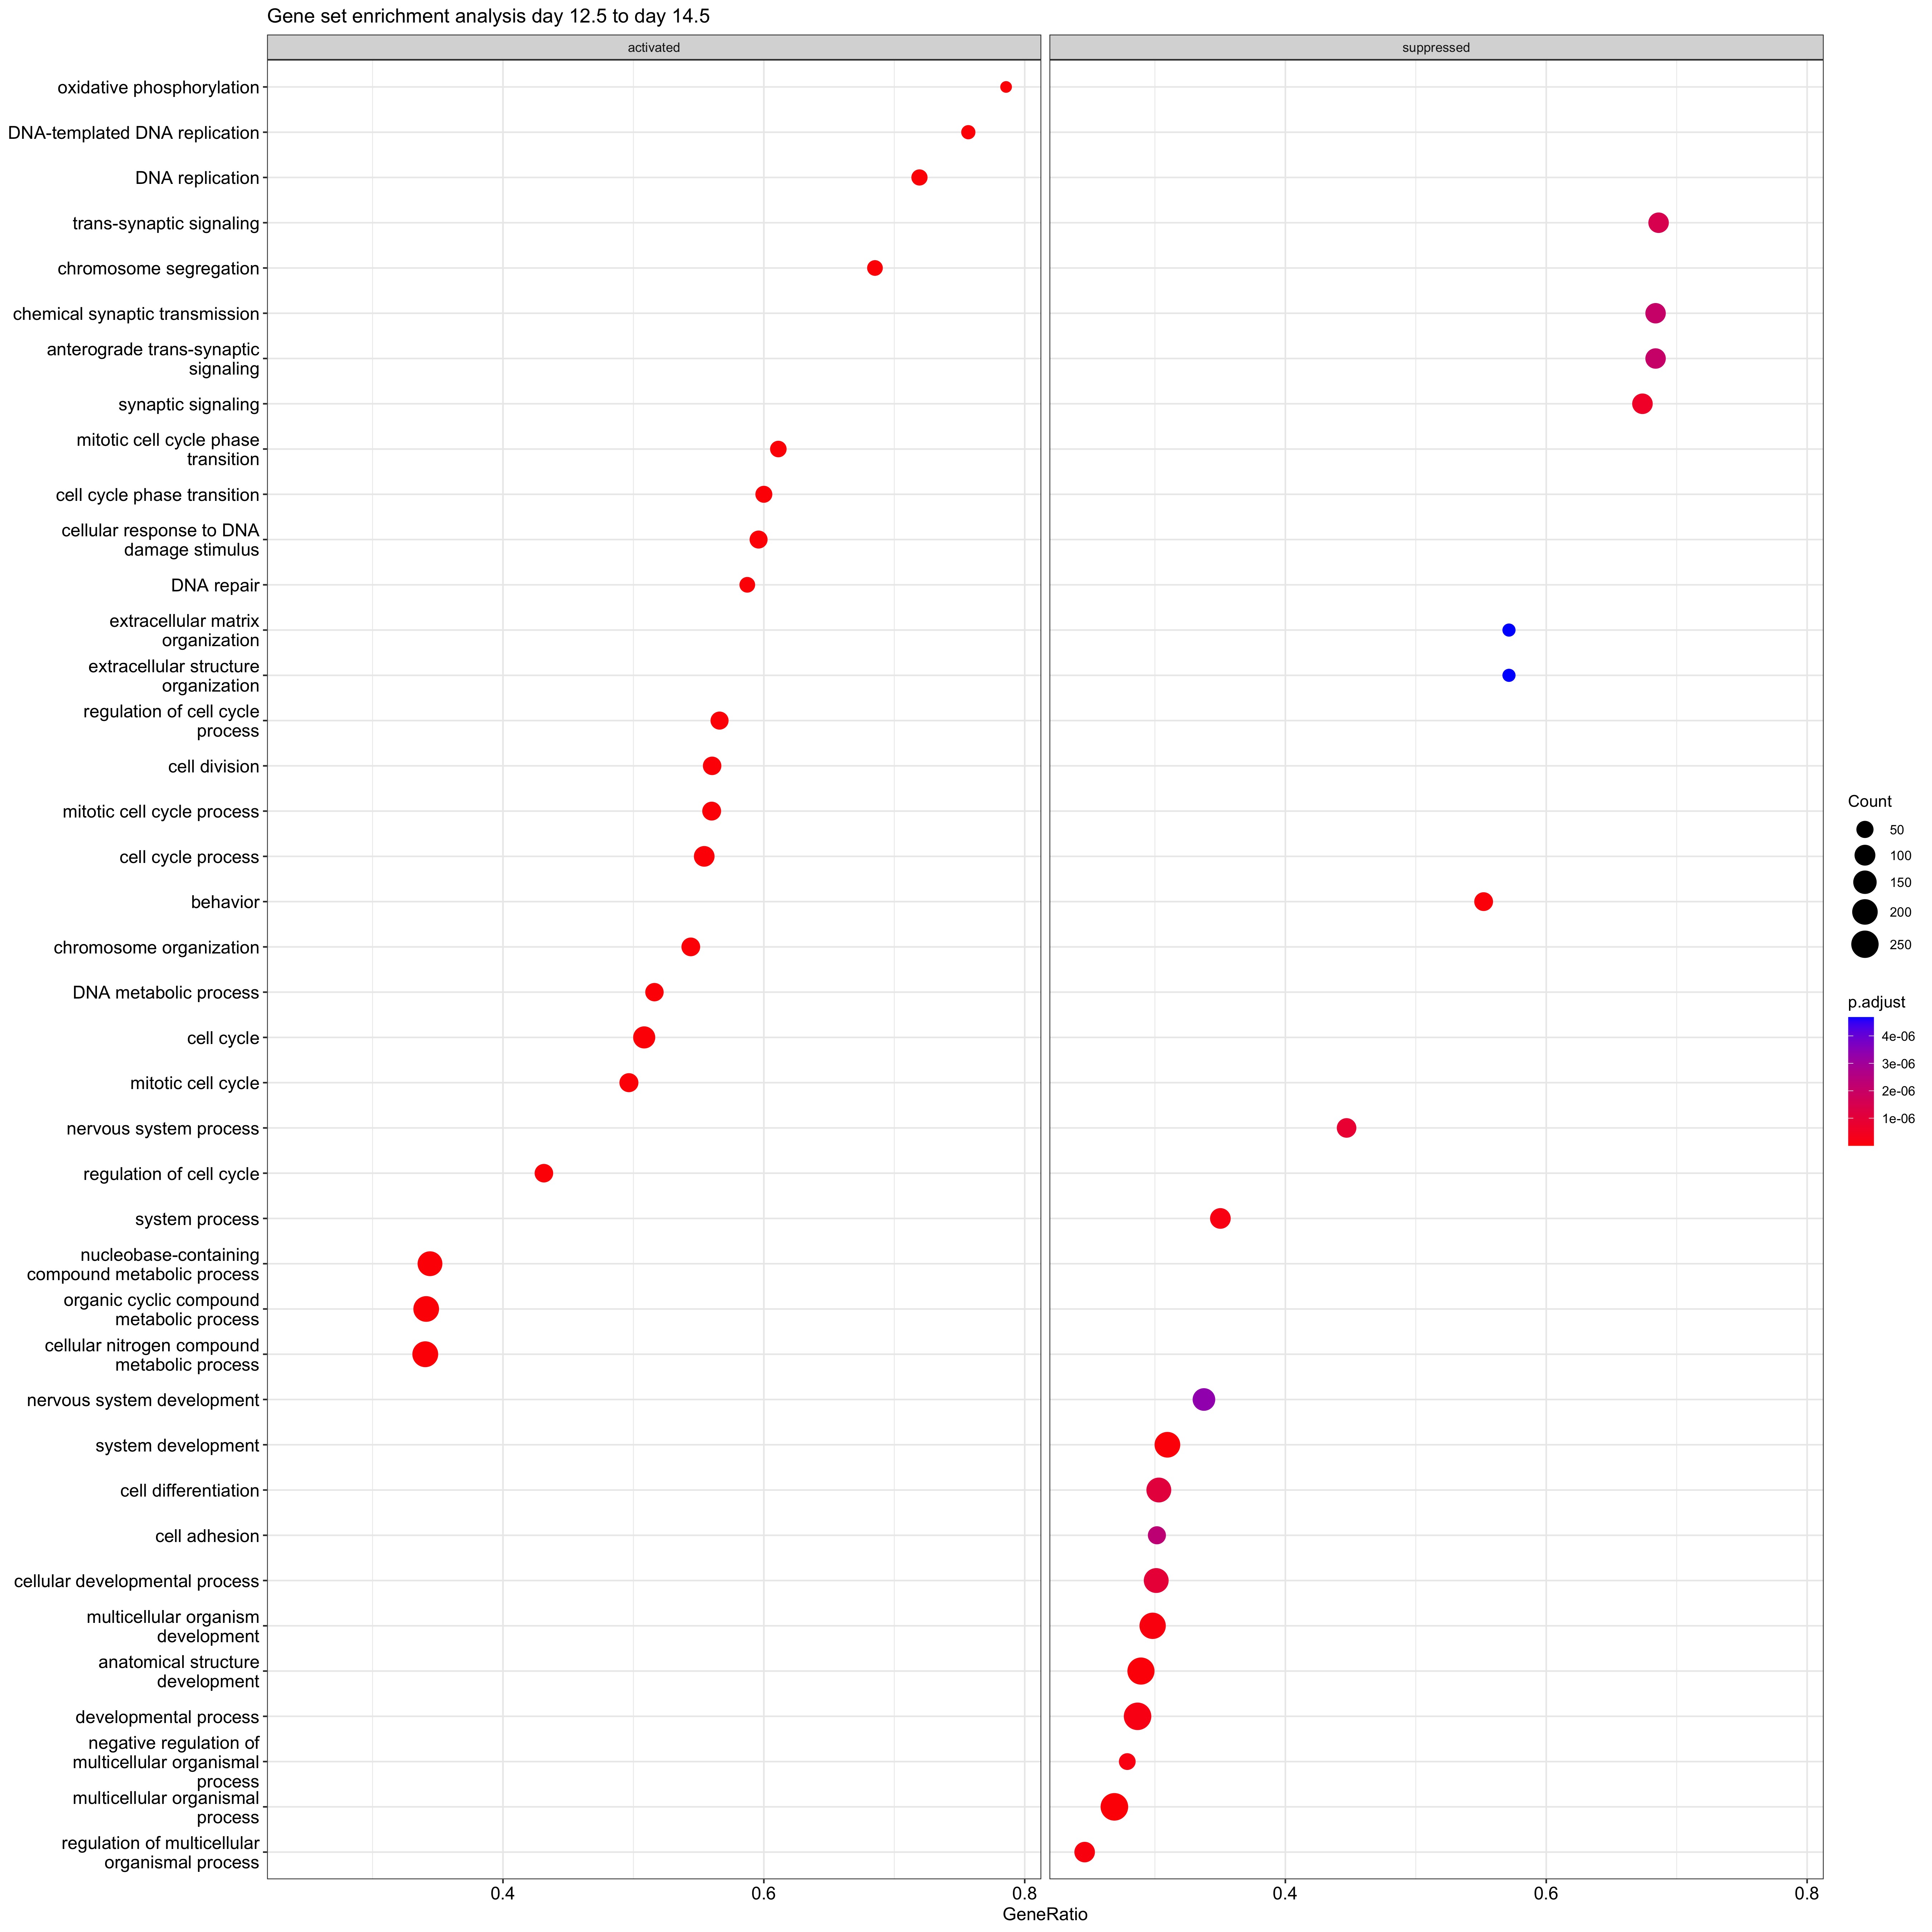 Gene set enrichment analysis day 12.5 to day 14.5
activated
suppressed
oxidative phosphorylation
DNA-templated DNA replication
DNA replication
trans-synaptic signaling
chromosome segregation
chemical synaptic transmission
anterograde trans-synaptic
signaling
synaptic signaling
mitotic cell cycle phase
transition
cell cycle phase transition
cellular response to DNA
damage stimulus
DNA repair
extracellular matrix
organization
extracellular structure
organization
regulation of cell cycle
process
cell division
mitotic cell cycle process
cell cycle process
behavior
chromosome organization
DNA metabolic process
cell cycle
mitotic cell cycle
nervous system process
regulation of cell cycle
system process
nucleobase-containing
compound metabolic process
organic cyclic compound
metabolic process
cellular nitrogen compound
metabolic process
nervous system development
system development
cell differentiation
cell adhesion
cellular developmental process
multicellular organism
development
anatomical structure
development
developmental process
negative regulation of
multicellular organismal
process
multicellular organismal
process
regulation of multicellular
organismal process
0.4
0.6
0.8
0.4
0.6
0.8
GeneRatio
Count
50
100
150
200
250
p.adjust
4e-06
3e-06
2e-06
1e-06